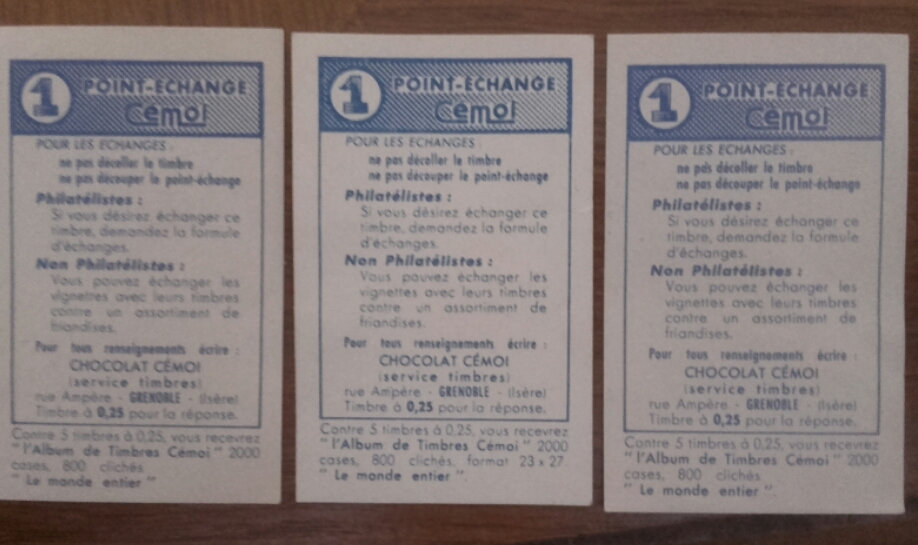 1 POINT-ECHANGE
Cémoi
POUR LES ECHANGES :
ne pas décoller le timbre
ne pas découper le point-échange
Philatélistes :
Si vous désirez échanger ce
timbre, demandez la formule
d'échanges.
Non Philatélistes :
Vous pouvez échanger les
vignettes avec leurs timbres
contre un assortiment de
friandises.
Pour tous renseignements écrire :
CHOCOLAT CÉMOI
(service timbres)
rue Ampère - GRENOBLE - (Isère)
Timbre à 0,25 pour la réponse.
Contre 5 timbres à 0,25, vous recevrez
"l'Album de Timbres Cémoi" 2000
cases, 800 clichés
" Le monde entier "
1 POINT-ECHANGE
Cémoi
POUR LES ECHANGES :
ne pas décoller le timbre
ne pas découper le point-échange
Philatélistes :
Si vous désirez échanger ce
timbre, demandez la formule
d'échanges.
Non Philatélistes :
Vous pouvez échanger les
vignettes avec leurs timbres
contre un assortiment de
friandises.
Pour tous renseignements écrire :
CHOCOLAT CÉMOI
(service timbres)
rue Ampère - GRENOBLE - (Isère)
Timbre à 0,25 pour la réponse.
Contre 5 timbres à 0,25, vous recevrez
"l'Album de Timbres Cémoi" 2000
cases, 800 clichés, format 23 x 27
" Le monde entier "
1 POINT-ECHANGE
Cémoi
POUR LES ECHANGES :
ne pas décoller le timbre
ne pas découper le point-échange
Philatélistes :
Si vous désirez échanger ce
timbre, demandez la formule
d'échanges.
Non Philatélistes :
Vous pouvez échanger les
vignettes avec leurs timbres
contre un assortiment de
friandises.
Pour tous renseignements écrire :
CHOCOLAT CÉMOI
(service timbres)
rue Ampère - GRENOBLE - (Isère)
Timbre à 0,25 pour la réponse.
Contre 5 timbres à 0,25, vous recevrez
"l'Album de Timbres Cémoi" 2000
cases, 800 clichés
" Le monde entier "